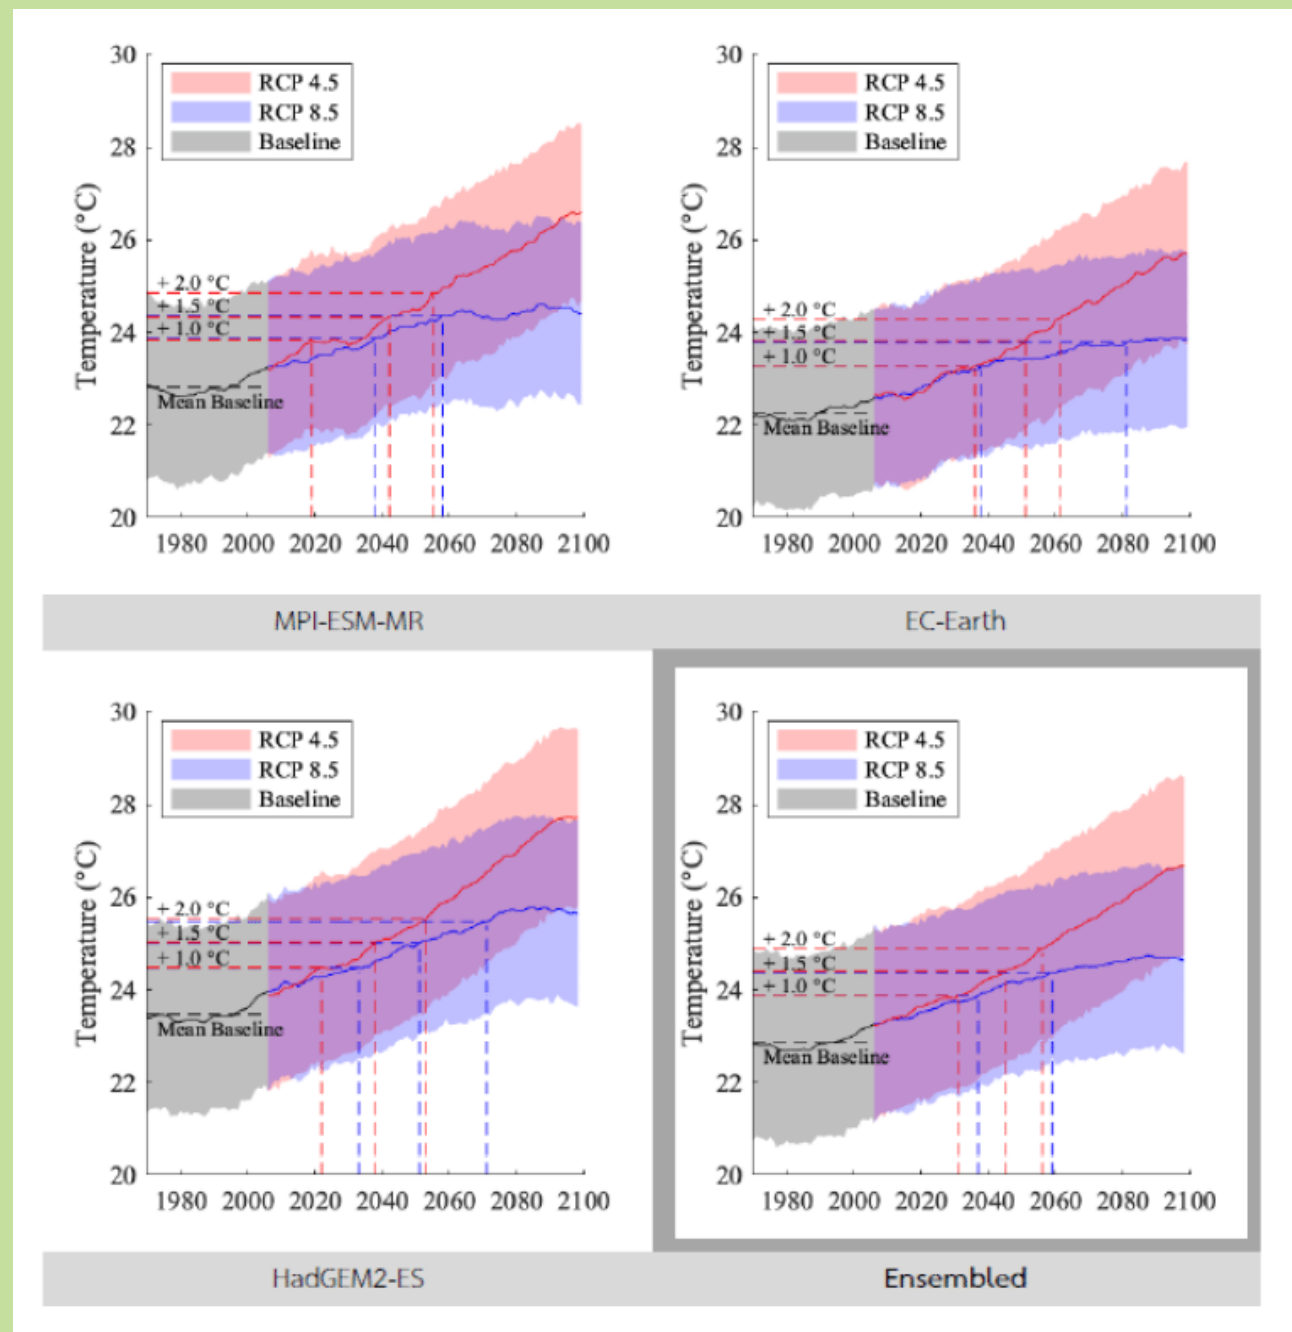 30
28
26
24
22
20
Temperature (°C)
RCP 4.5
RCP 8.5
Baseline
+ 2.0 °C
+ 1.5 °C
+ 1.0 °C
Mean Baseline
1980 2000 2020 2040 2060 2080 2100
30
28
26
24
22
20
Temperature (°C)
RCP 4.5
RCP 8.5
Baseline
+ 2.0 °C
+ 1.5 °C
+ 1.0 °C
Mean Baseline
1980 2000 2020 2040 2060 2080 2100
MPI-ESM-MR
EC-Earth
30
28
26
24
22
20
Temperature (°C)
RCP 4.5
RCP 8.5
Baseline
+ 2.0 °C
+ 1.5 °C
+ 1.0 °C
Mean Baseline
1980 2000 2020 2040 2060 2080 2100
30
28
26
24
22
20
Temperature (°C)
RCP 4.5
RCP 8.5
Baseline
+ 2.0 °C
+ 1.5 °C
+ 1.0 °C
Mean Baseline
1980 2000 2020 2040 2060 2080 2100
HadGEM2-ES
Ensembled